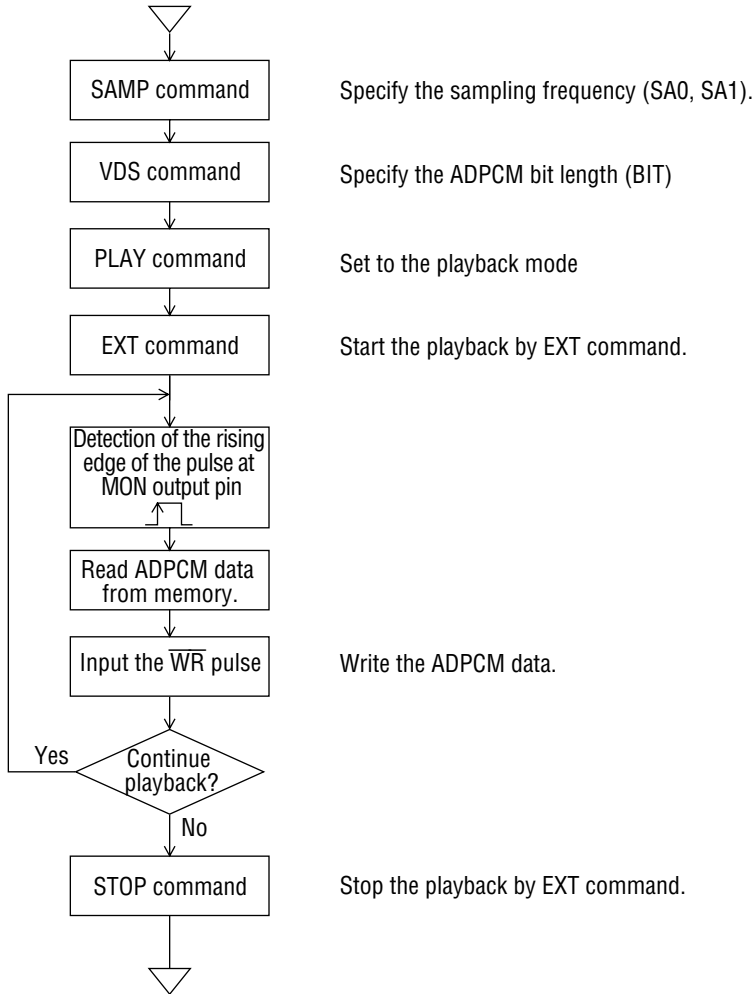 SAMP command
Specify the sampling frequency (SA0, SA1).
VDS command
Specify the ADPCM bit length (BIT)
PLAY command
Set to the playback mode
EXT command
Start the playback by EXT command.
Detection of the rising
edge of the pulse at
MON output pin
Read ADPCM data
from memory.
Input the W̅R̅ pulse
Write the ADPCM data.
Continue
playback?
Yes
No
STOP command
Stop the playback by EXT command.